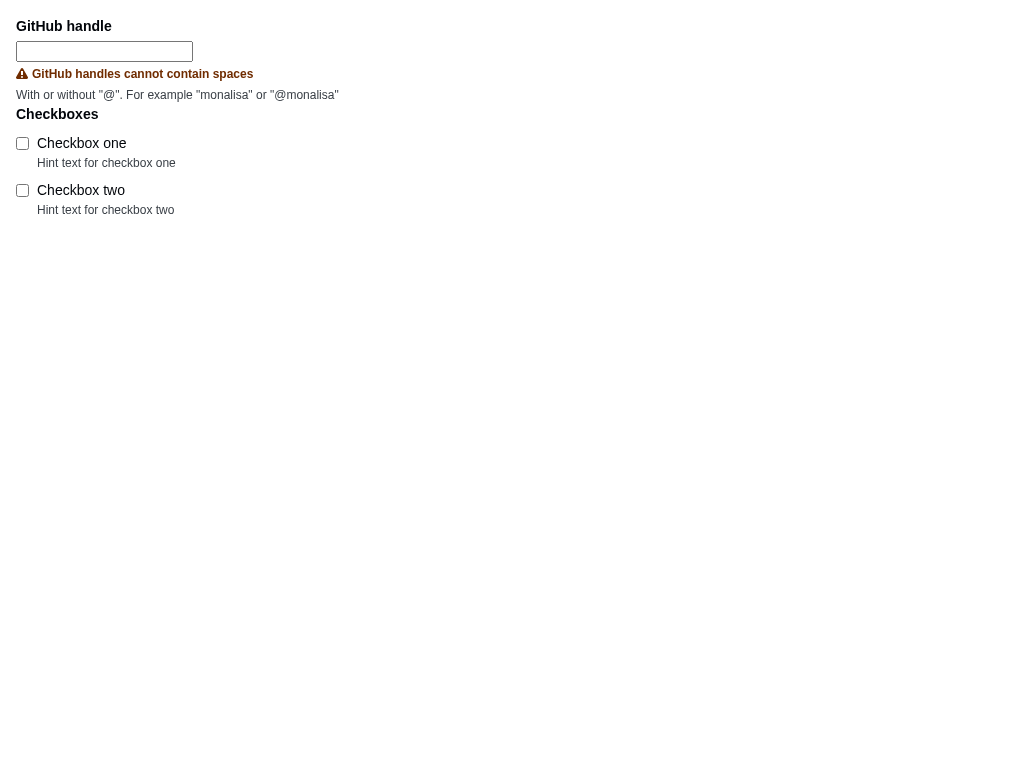 GitHub handle
GitHub handles cannot contain spaces
With or without "@". For example "monalisa" or "@monalisa"
Checkboxes
Checkbox one
Hint text for checkbox one
Checkbox two
Hint text for checkbox two